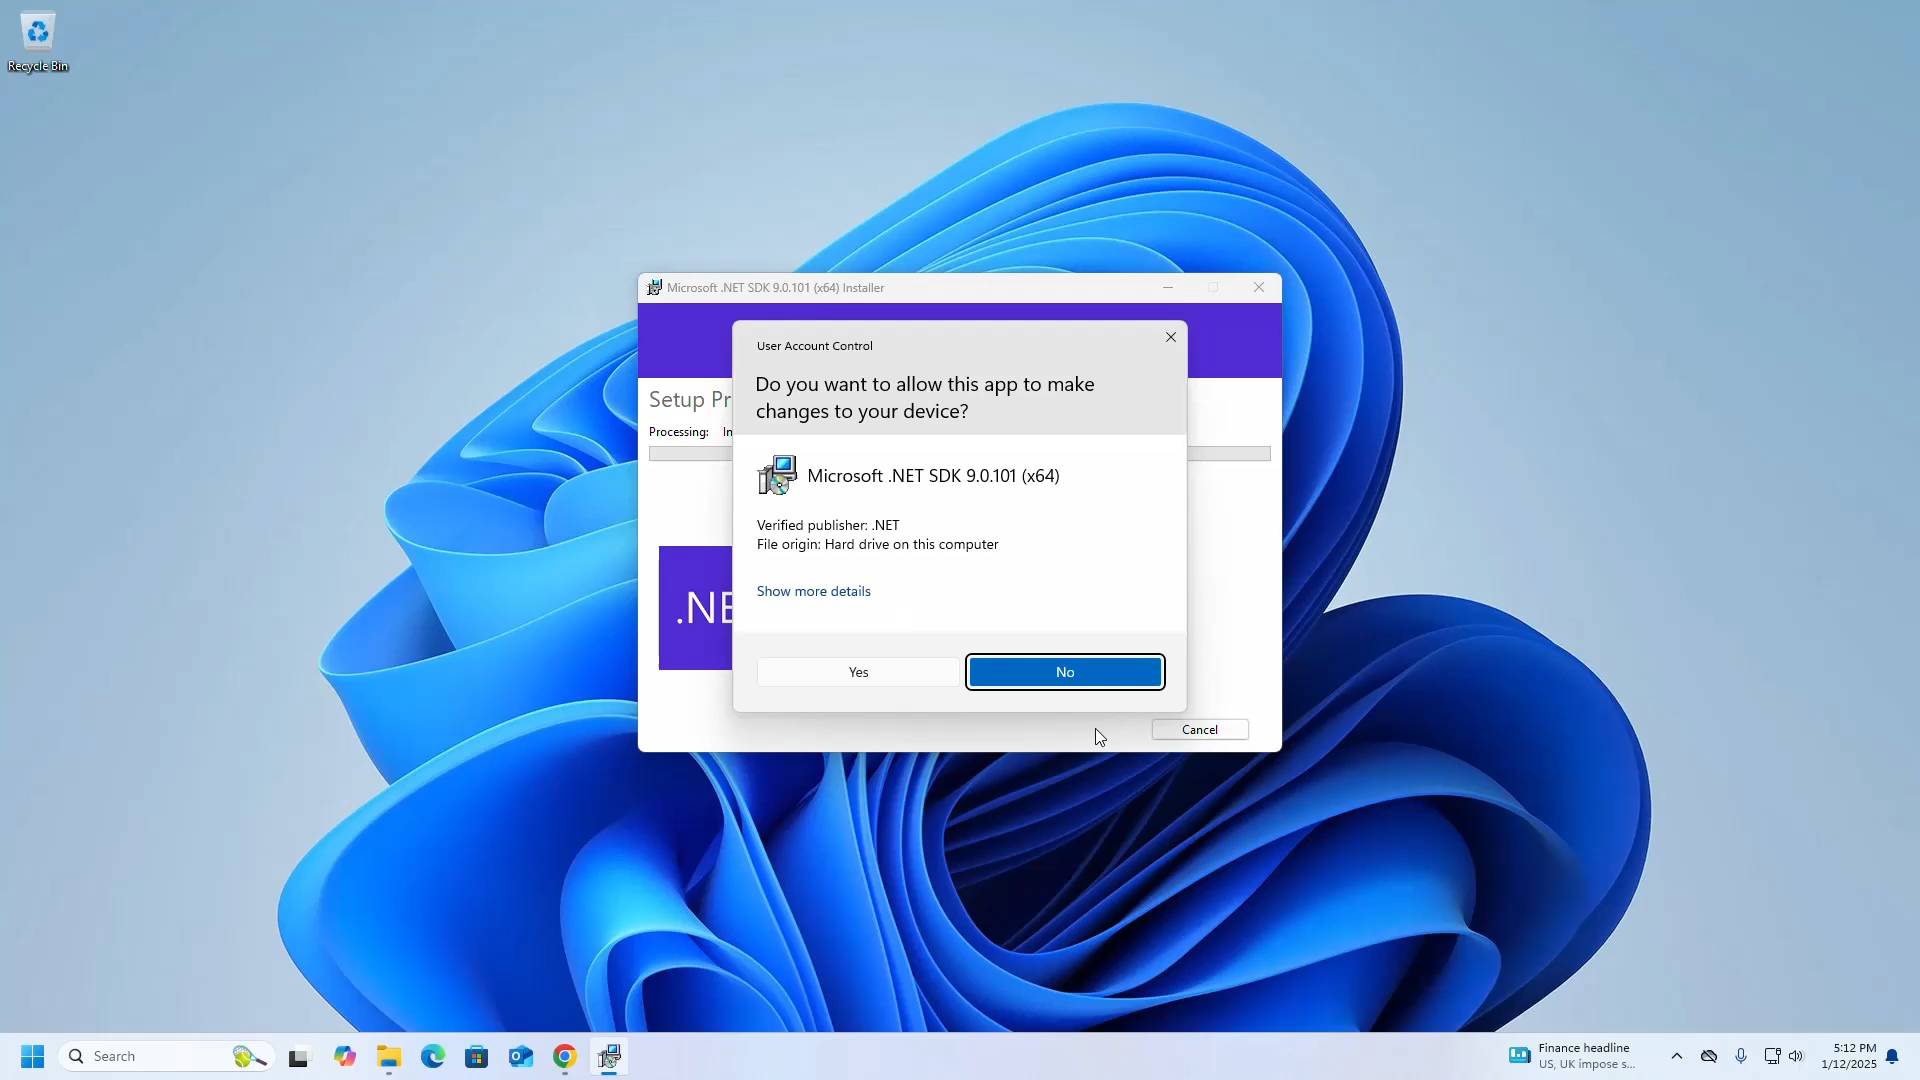 Recycle Bin
Microsoft .NET SDK 9.0.101 (x64) Installer
User Account Control
Do you want to allow this app to make
changes to your device?
Setup Pr
Processing: In
Microsoft .NET SDK 9.0.101 (x64)
Verified publisher: .NET
File origin: Hard drive on this computer
Show more details
.NE
Yes
No
Cancel
Search
Finance headline
US, UK impose s...
5:12 PM
1/12/2025